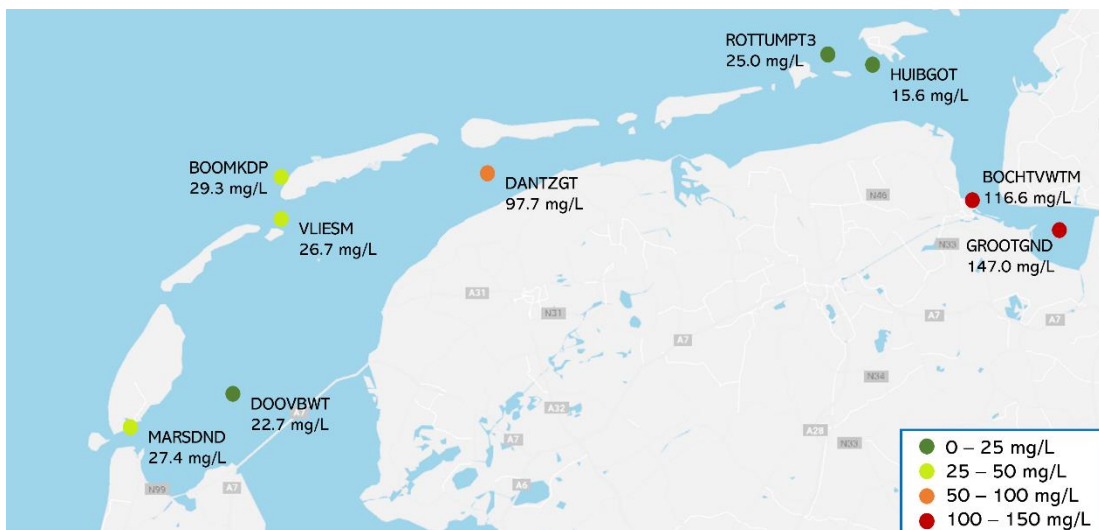 ROTTUMPT3
25.0 mg/L
HUIBGOT
15.6 mg/L
BOOMKDP
29.3 mg/L
DANTZGT
97.7 mg/L
BOCHTVWTM
116.6 mg/L
N46
VLIESM
26.7 mg/L
N33
GROOTGND
147.0 mg/L
A31
N31
A7
A7
A7
N34
DOOVBWT
22.7 mg/L
A7
A32
MARSDND
27.4 mg/L
A7
A28
N33
N99
A7
A6
0 – 25 mg/L
25 – 50 mg/L
50 – 100 mg/L
100 – 150 mg/L